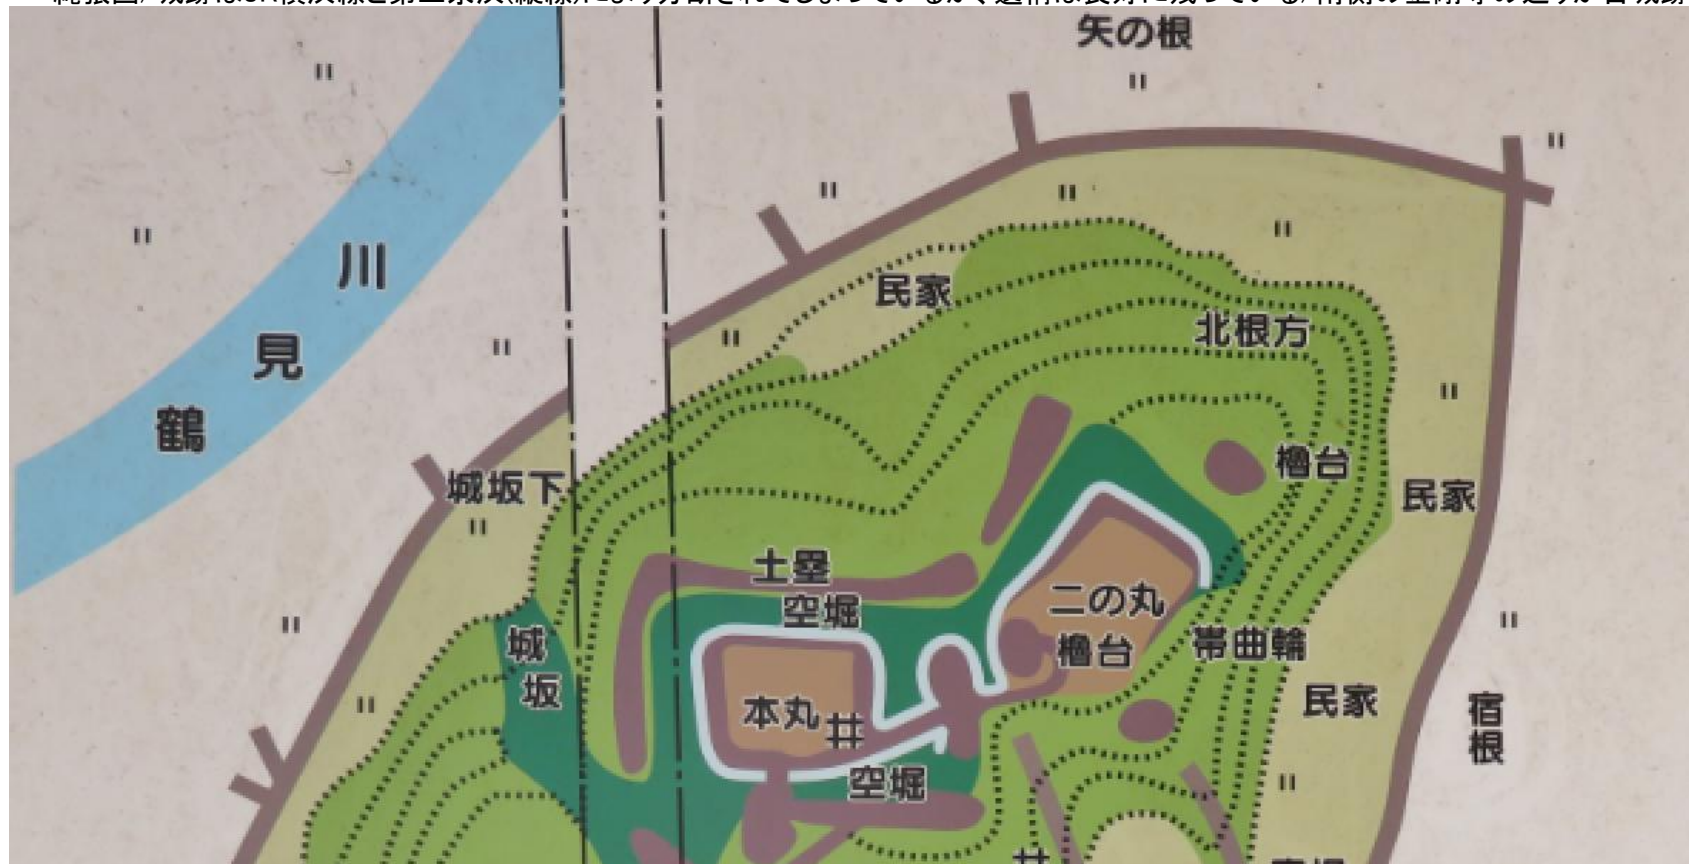 矢の根
川
見
鶴
民家
北根方
櫓台
城坂下
民家
土塁
空堀
二の丸
櫓台
帯曲輪
城
坂
本丸
井
民家
宿
根
空堀
井